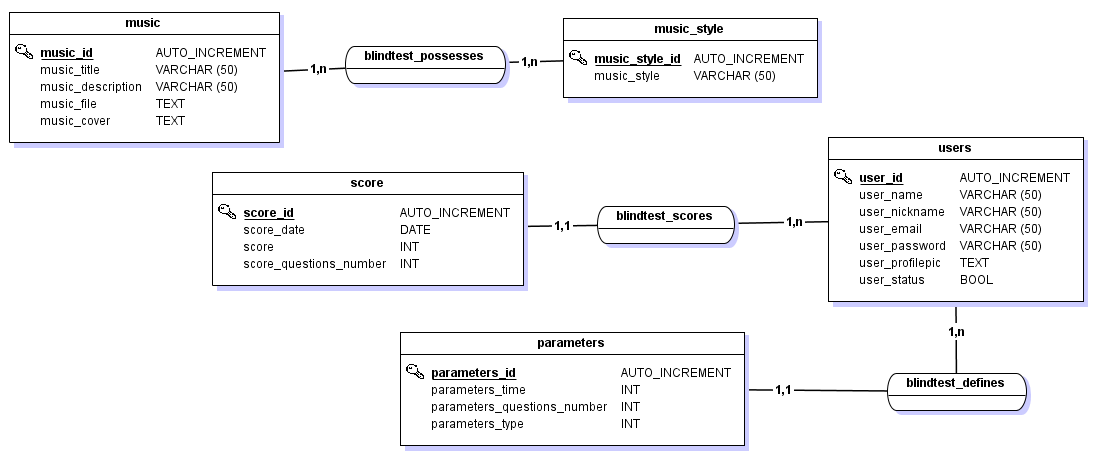 music
music_id AUTO_INCREMENT
music_title VARCHAR (50)
music_description VARCHAR (50)
music_file TEXT
music_cover TEXT
1,n
blindtest_possesses
1,n
music_style
music_style_id AUTO_INCREMENT
music_style VARCHAR (50)
score
score_id AUTO_INCREMENT
score_date DATE
score INT
score_questions_number INT
1,1
blindtest_scores
1,n
users
user_id AUTO_INCREMENT
user_name VARCHAR (50)
user_nickname VARCHAR (50)
user_email VARCHAR (50)
user_password VARCHAR (50)
user_profilepic TEXT
user_status BOOL
1,n
parameters
parameters_id AUTO_INCREMENT
parameters_time INT
parameters_questions_number INT
parameters_type INT
1,1
blindtest_defines